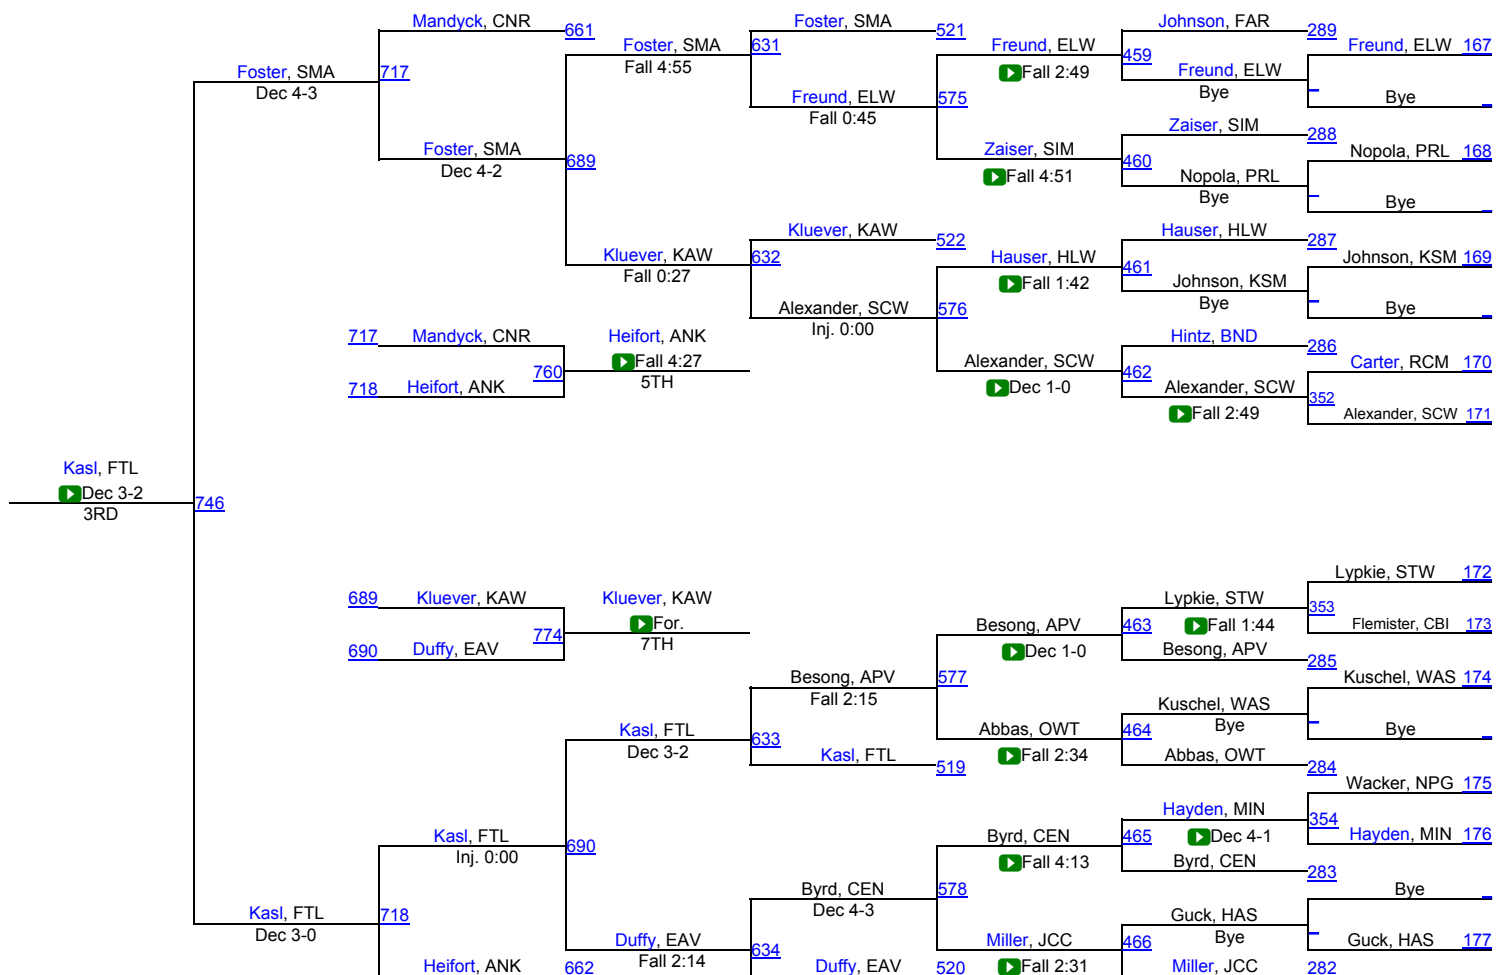 Mandyck, CNR 661
Foster, SMA 521
Johnson, FAR 289
Foster, SMA 631
Fall 4:55
Freund, ELW 459
Fall 2:49
Freund, ELW 167
Foster, SMA 717
Dec 4-3
Freund, ELW
Bye
Freund, ELW 575
Fall 0:45
Bye
Zaiser, SIM 288
Foster, SMA 689
Dec 4-2
Zaiser, SIM 460
Fall 4:51
Nopola, PRL 168
Nopola, PRL
Bye
Bye
Kluever, KAW 522
Hauser, HLW 287
Kluever, KAW 632
Fall 0:27
Hauser, HLW 461
Fall 1:42
Johnson, KSM 169
Johnson, KSM
Bye
Alexander, SCW 576
Inj. 0:00
Bye
717 Mandyck, CNR
Heifort, ANK
Hintz, BND 286
760
Fall 4:27
5TH
Alexander, SCW 462
Dec 1-0
Carter, RCM 170
718 Heifort, ANK
Alexander, SCW 352
Fall 2:49
Alexander, SCW 171
Kasl, FTL
Dec 3-2
3RD
746
Lypkie, STW 172
689 Kluever, KAW
Kluever, KAW
Lypkie, STW 353
Fall 1:44
774
For.
7TH
Besong, APV 463
Dec 1-0
Flemister, CBI 173
690 Duffy, EAV
Besong, APV 285
Besong, APV 577
Fall 2:15
Kuschel, WAS 174
Kuschel, WAS
Bye
Kasl, FTL 633
Dec 3-2
Abbas, OWT 464
Fall 2:34
Bye
Kasl, FTL 519
Abbas, OWT 284
Wacker, NPG 175
Hayden, MIN 354
Dec 4-1
Kasl, FTL 690
Inj. 0:00
Byrd, CEN 465
Fall 4:13
Hayden, MIN 176
Byrd, CEN 283
Byrd, CEN 578
Dec 4-3
Bye
Kasl, FTL 718
Dec 3-0
Guck, HAS
Bye
Duffy, EAV 634
Fall 2:14
Miller, JCC 466
Fall 2:31
Guck, HAS 177
Heifort, ANK 662
Duffy, EAV 520
Miller, JCC 282